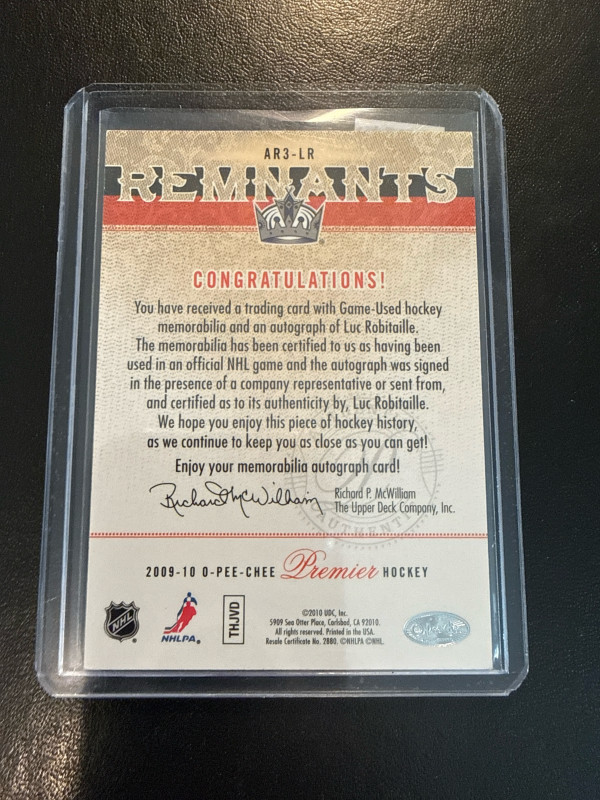 AR3-LR
REMNANTS
CONGRATULATIONS!
You have received a trading card with Game-Used hockey
memorabilia and an autograph of Luc Robitaille.
The memorabilia has been certified to us as having been
used in an official NHL game and the autograph was signed
in the presence of a company representative or sent from,
and certified as to its authenticity by, Luc Robitaille.
We hope you enjoy this piece of hockey history,
as we continue to keep you as close as you can get!
Enjoy your memorabilia autograph card!
Richard P. McWilliam
Richard P. McWilliam
The Upper Deck Company, Inc.
AUTHENTIC
2009-10 O-PEE-CHEE Premier HOCKEY
NHL
NHLPA®
THJVD
©2010 UDC, Inc.
5909 Sea Otter Place, Carlsbad, CA 92010.
All rights reserved. Printed in the USA.
Resale Certificate No. 2880. ©NHLPA ©NHL.